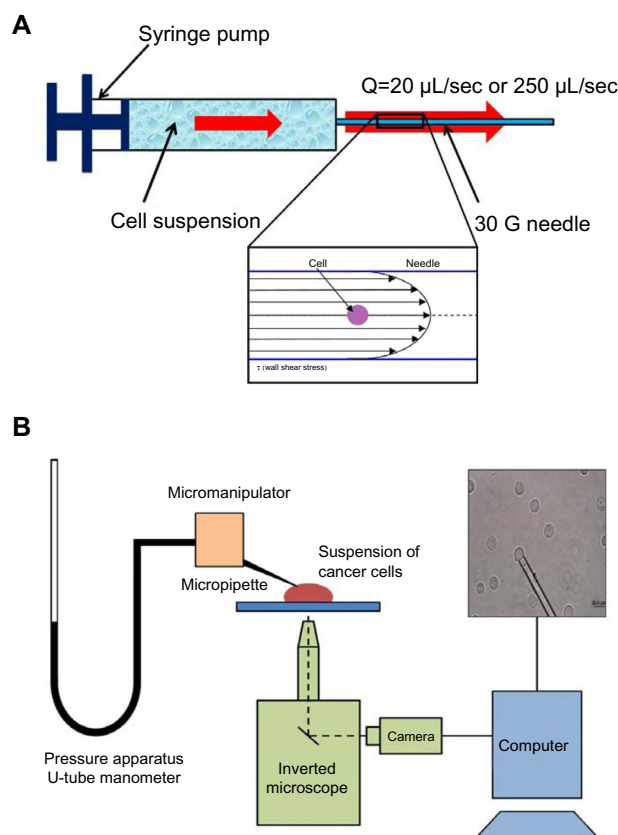 A
Syringe pump
Q=20 µL/sec or 250 µL/sec
Cell suspension
30 G needle
Cell
Needle
τ (wall shear stress)
B
Micromanipulator
Micropipette
Suspension of
cancer cells
Pressure apparatus
U-tube manometer
Inverted
microscope
Camera
Computer